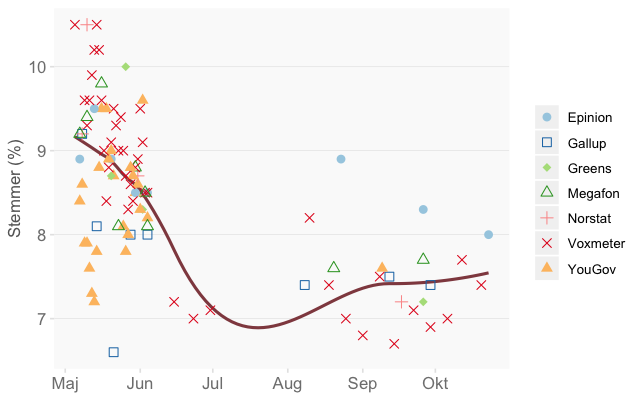 Stemmer (%)
10
9
8
7
Maj Jun Jul Aug Sep Okt
Epinion
Gallup
Greens
Megafon
Norstat
Voxmeter
YouGov